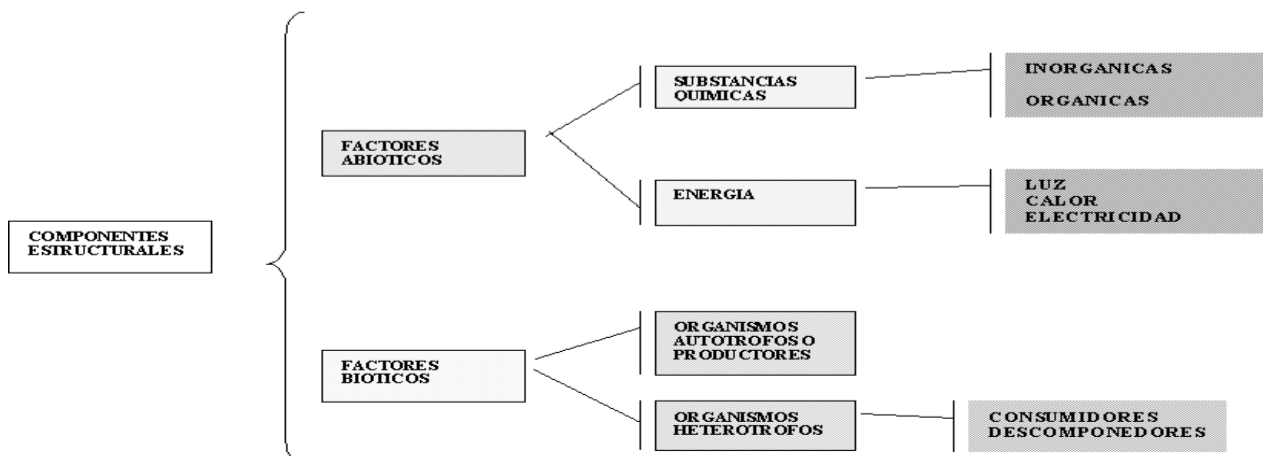 COMPONENTES
ESTRUCTURALES
FACTORES
ABIOTICOS
SUBSTANCIAS
QUIMICAS
INORGANICAS
ORGANICAS
ENERGIA
LUZ
CALOR
ELECTRICIDAD
FACTORES
BIOTICOS
ORGANISMOS
AUTOTROFOS O
PRODUCTORES
ORGANISMOS
HETEROTROFOS
CONSUMIDORES
DESCOMPONEDORES